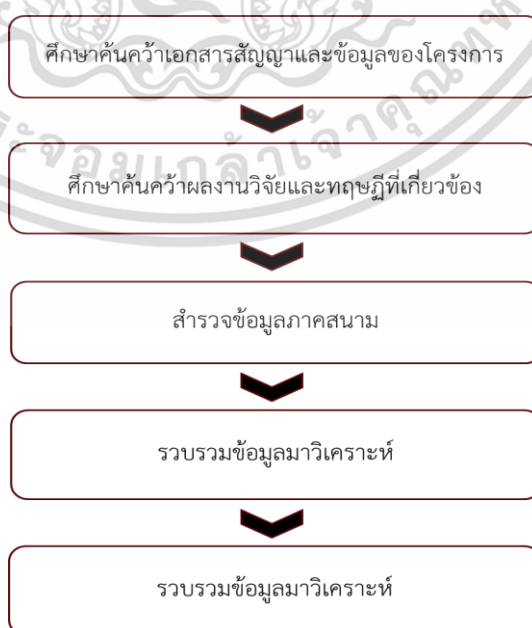 ศึกษาค้นคว้าเอกสารสัญญาและข้อมูลของโครงการ
ศึกษาค้นคว้าผลงานวิจัยและทฤษฎีที่เกี่ยวข้อง
สำรวจข้อมูลภาคสนาม
รวบรวมข้อมูลมาวิเคราะห์
รวบรวมข้อมูลมาวิเคราะห์